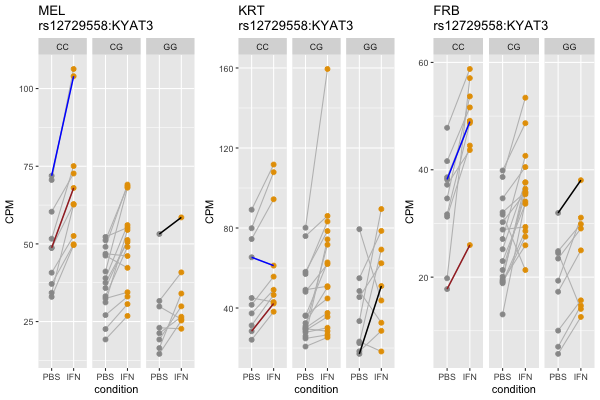 MEL
rs12729558:KYAT3
CC CG GG
CPM
100
75
50
25
PBS IFN PBS IFN PBS IFN
condition
KRT
rs12729558:KYAT3
CC CG GG
CPM
160
120
80
40
PBS IFN PBS IFN PBS IFN
condition
FRB
rs12729558:KYAT3
CC CG GG
CPM
60
40
20
PBS IFN PBS IFN PBS IFN
condition